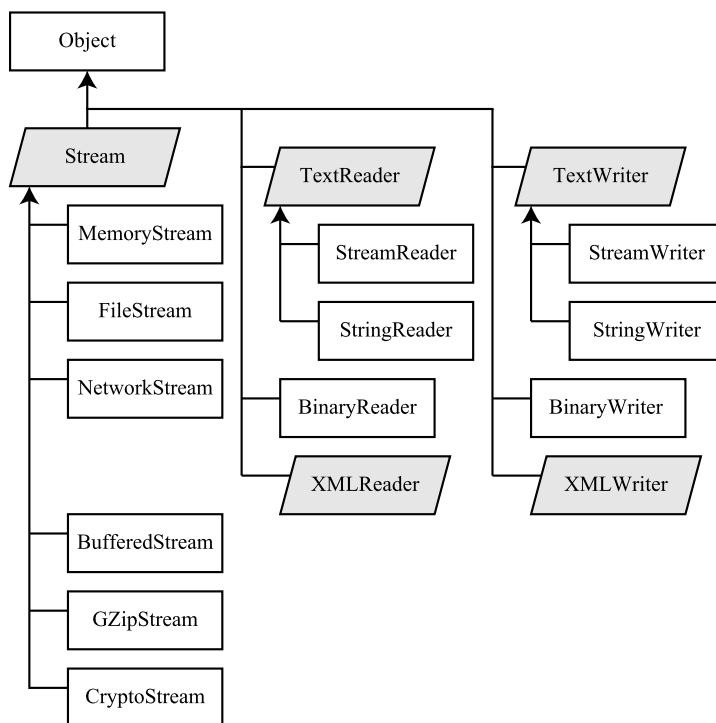 Object
Stream
TextReader
TextWriter
MemoryStream
StreamReader
StreamWriter
FileStream
StringReader
StringWriter
NetworkStream
BinaryReader
BinaryWriter
XMLReader
XMLWriter
BufferedStream
GZipStream
CryptoStream